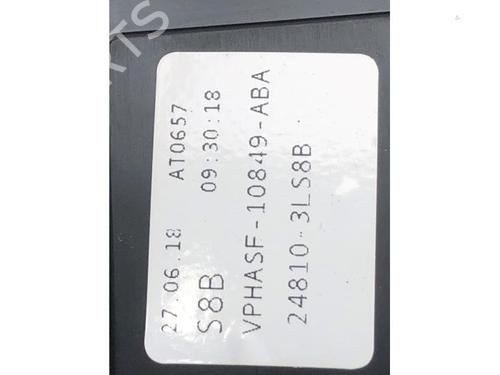 27.06.18 AT0657
S8B 09:30:18
VPHASF-10849-ABA
24810-3LS8B